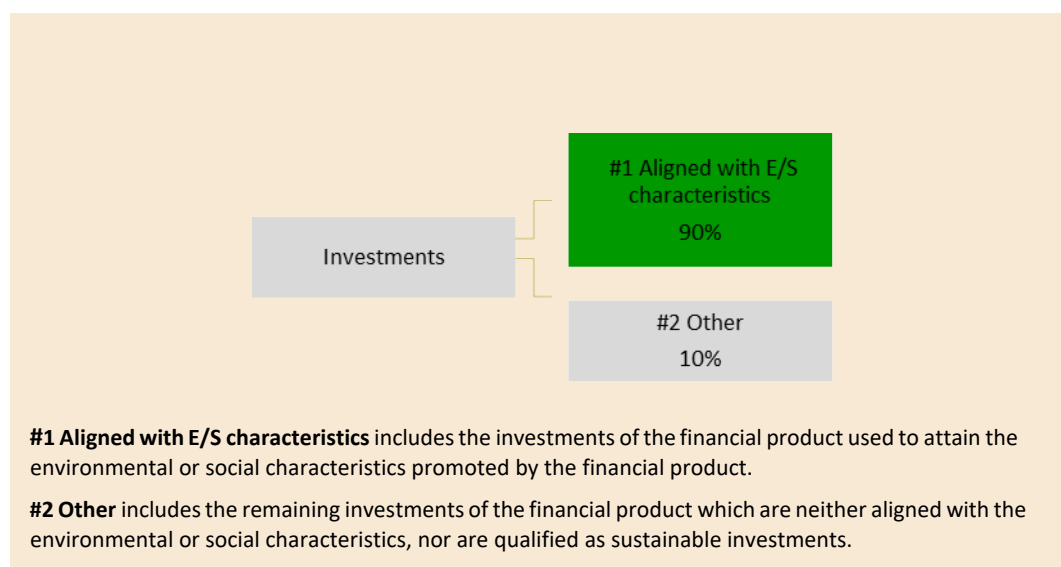 #1 Aligned with E/S
characteristics
90%
Investments
#2 Other
10%
#1 Aligned with E/S characteristics includes the investments of the financial product used to attain the
environmental or social characteristics promoted by the financial product.
#2 Other includes the remaining investments of the financial product which are neither aligned with the
environmental or social characteristics, nor are qualified as sustainable investments.